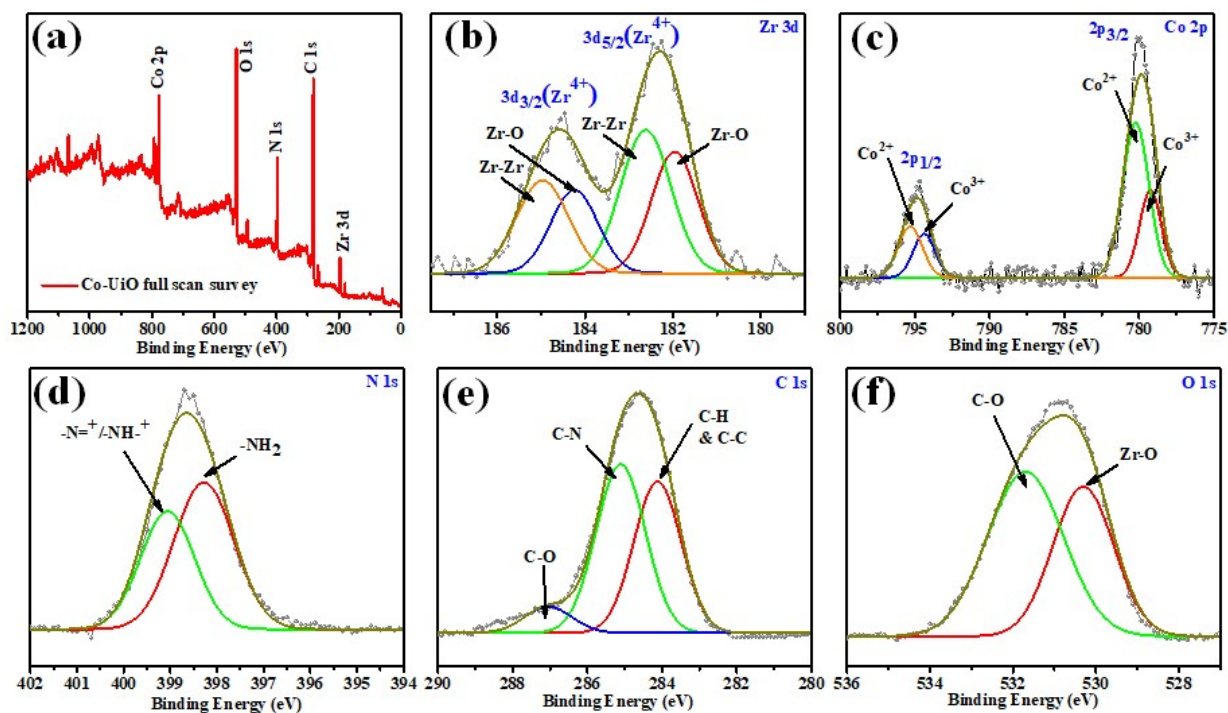 (a)
Co 2p
O 1s
N 1s
C 1s
Zr 3d
Co-UiO full scan survey
1200 1000 800 600 400 200 0
Binding Energy (eV)
(b)
Zr 3d
3d5/2(Zr4+)
3d3/2(Zr4+)
Zr-O
Zr-Zr
Zr-Zr
Zr-O
186 184 182 180
Binding Energy (eV)
(c)
2p3/2
Co 2p
Co2+
Co3+
Co2+
2p1/2
Co3+
800 795 790 785 780 775
Binding Energy (eV)
(d)
N 1s
-N=+/-NH-+
-NH2
402 401 400 399 398 397 396 395 394
Binding Energy (eV)
(e)
C 1s
C-N
C-H
& C-C
C-O
290 288 286 284 282 280
Binding Energy (eV)
(f)
O 1s
C-O
Zr-O
536 534 532 530 528
Binding Energy (eV)